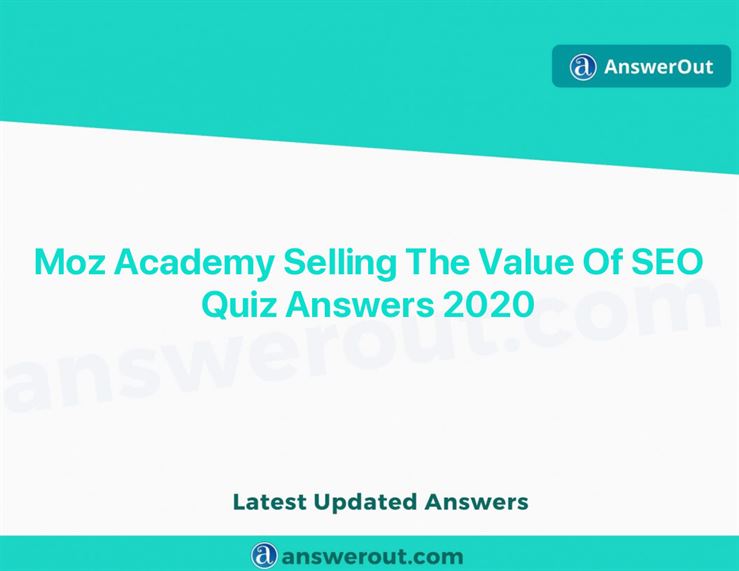 AnswerOut
Moz Academy Selling The Value Of SEO
Quiz Answers 2020
answerout.com
Latest Updated Answers
answerout.com